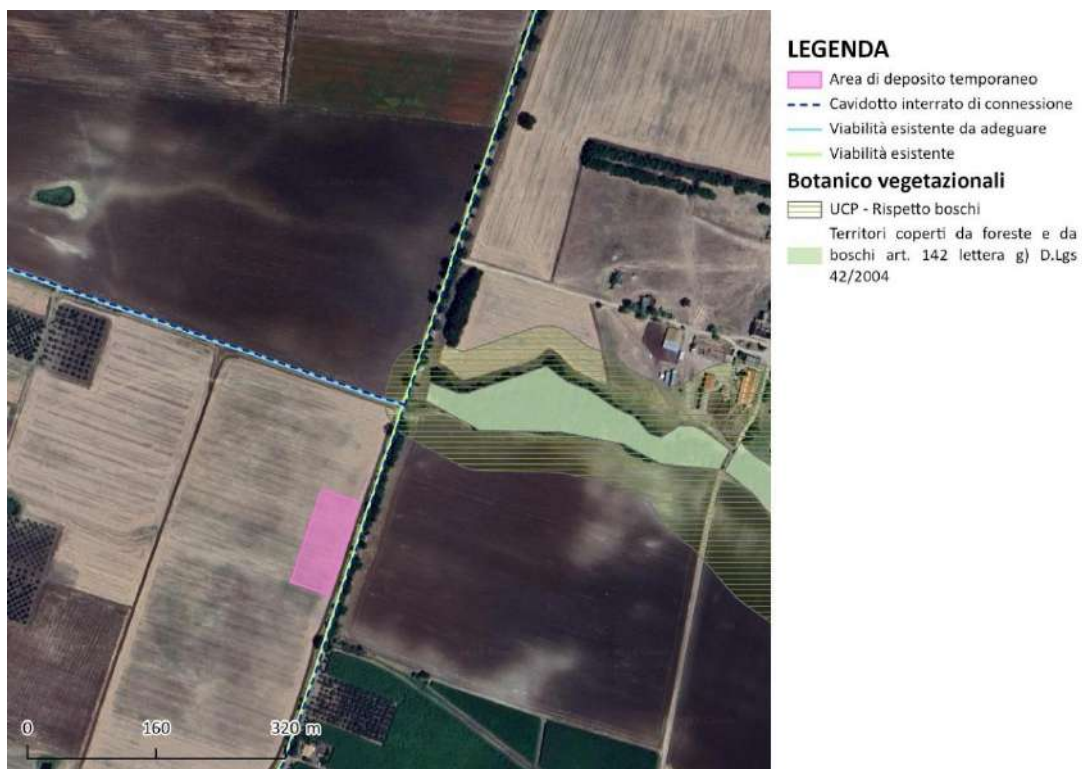 LEGENDA
Area di deposito temporaneo
Cavidotto interrato di connessione
Viabilità esistente da adeguare
Viabilità esistente
Botanico vegetazionali
UCP - Rispetto boschi
Territori coperti da foreste e da
boschi art. 142 lettera g) D.Lgs
42/2004
0 160 320 m